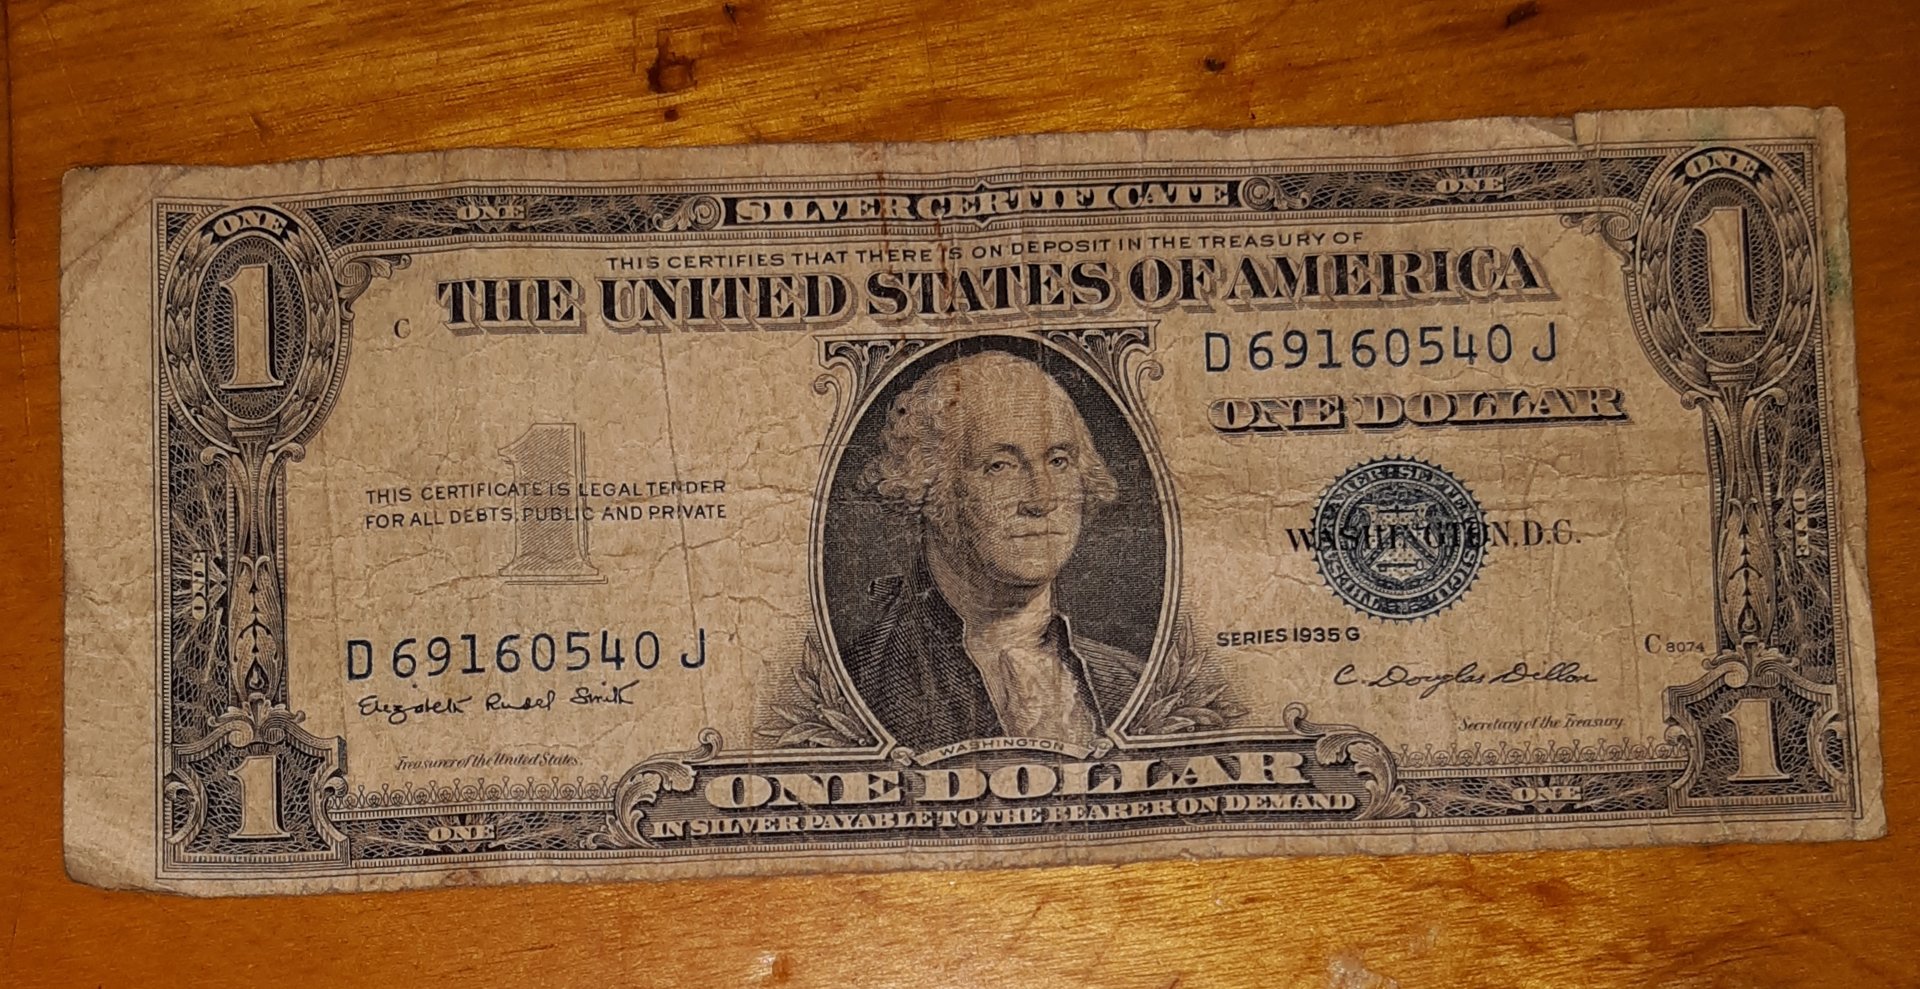 ONE
ONE
SILVER CERTIFICATE
ONE
ONE
THIS CERTIFIES THAT THERE IS ON DEPOSIT IN THE TREASURY OF
THE UNITED STATES OF AMERICA
1
1
C
D 69160540 J
ONE DOLLAR
1
THIS CERTIFICATE IS LEGAL TENDER
FOR ALL DEBTS, PUBLIC AND PRIVATE
WASHINGTON, D.C.
ONE
ONE
D 69160540 J
SERIES 1935 G
C 8074
Elizabeth Rudel Smith
C. Douglas Dillon
Treasurer of the United States.
Secretary of the Treasury.
WASHINGTON
1
ONE DOLLAR
1
IN SILVER PAYABLE TO THE BEARER ON DEMAND
ONE
ONE